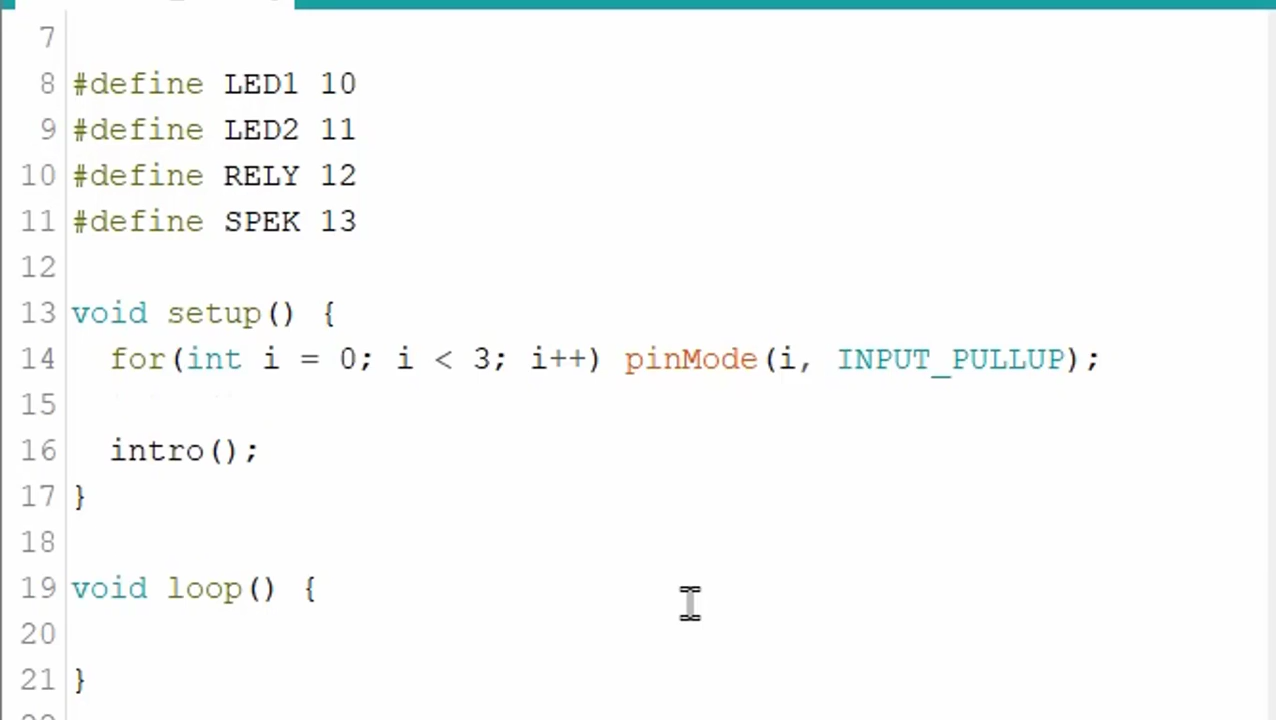 7
8 #define LED1 10
9 #define LED2 11
10 #define RELY 12
11 #define SPEK 13
12
13 void setup() {
14 for(int i = 0; i < 3; i++) pinMode(i, INPUT_PULLUP);
15
16 intro();
17 }
18
19 void loop() {
20
21 }